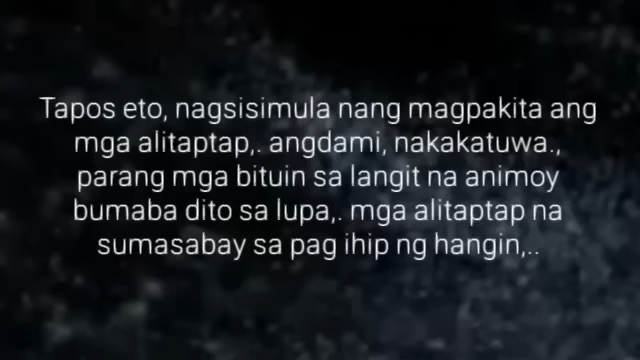 Tapos eto, nagsisimula nang magpakita ang
mga alitaptap,. angdami, nakakatuwa.,
parang mga bituin sa langit na animoy
bumaba dito sa lupa,. mga alitaptap na
sumasabay sa pag ihip ng hangin,..